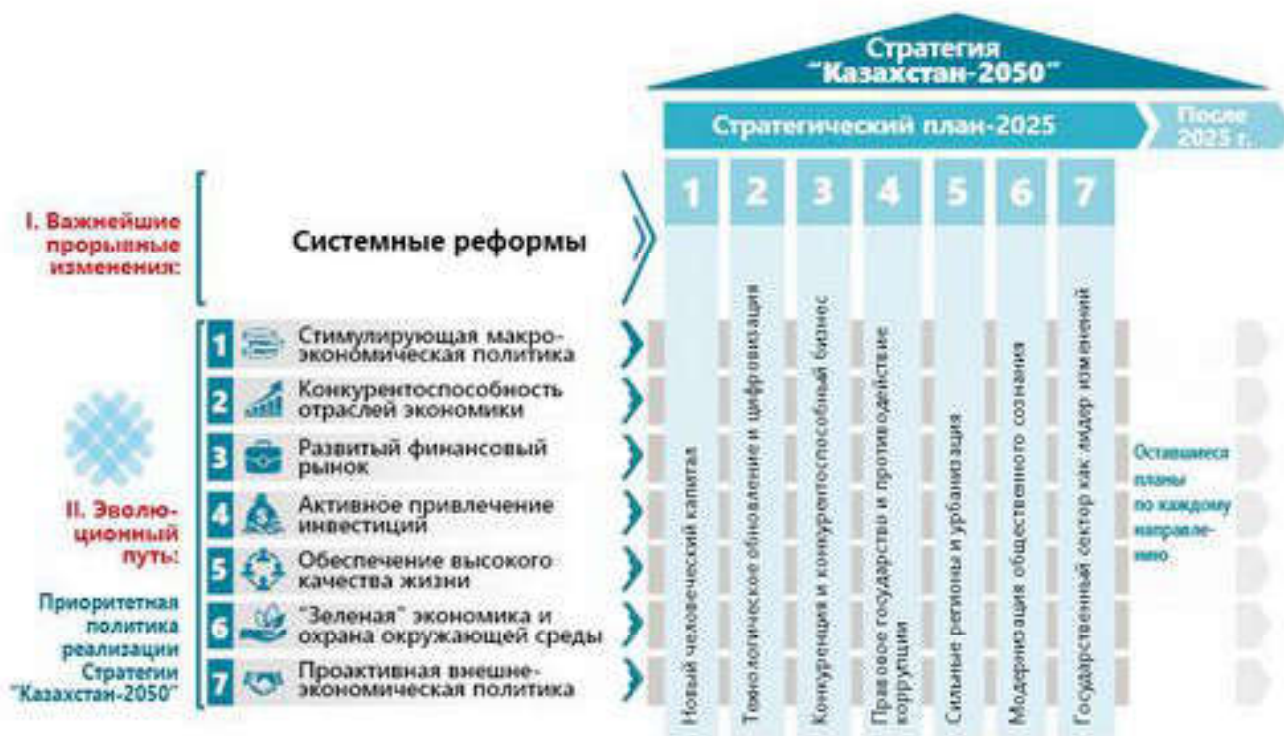 Стратегия
"Казахстан-2050"
Стратегический план-2025
После
2025 г.
I. Важнейшие
прорывные
изменения:
Системные реформы
1
2
3
4
5
6
7
1
Стимулирующая макро-
экономическая политика
2
Конкурентоспособность
отраслей экономики
3
Развитый финансовый
рынок
4
Активное привлечение
инвестиций
5
Обеспечение высокого
качества жизни
6
"Зеленая" экономика и
охрана окружающей среды
7
Проактивная внешне-
экономическая политика
II. Эволю-
ционный
путь:
Приоритетная
политика
реализации
Стратегии
"Казахстан-2050"
Новый человеческий капитал
Технологическое обновление и цифровизация
Конкуренция и конкурентоспособный бизнес
Правовое государство и противодействие
коррупции
Сильные регионы и урбанизация
Модернизация общественного сознания
Государственный сектор как лидер изменений
Оставшиеся
планы
по каждому
направле-
нию